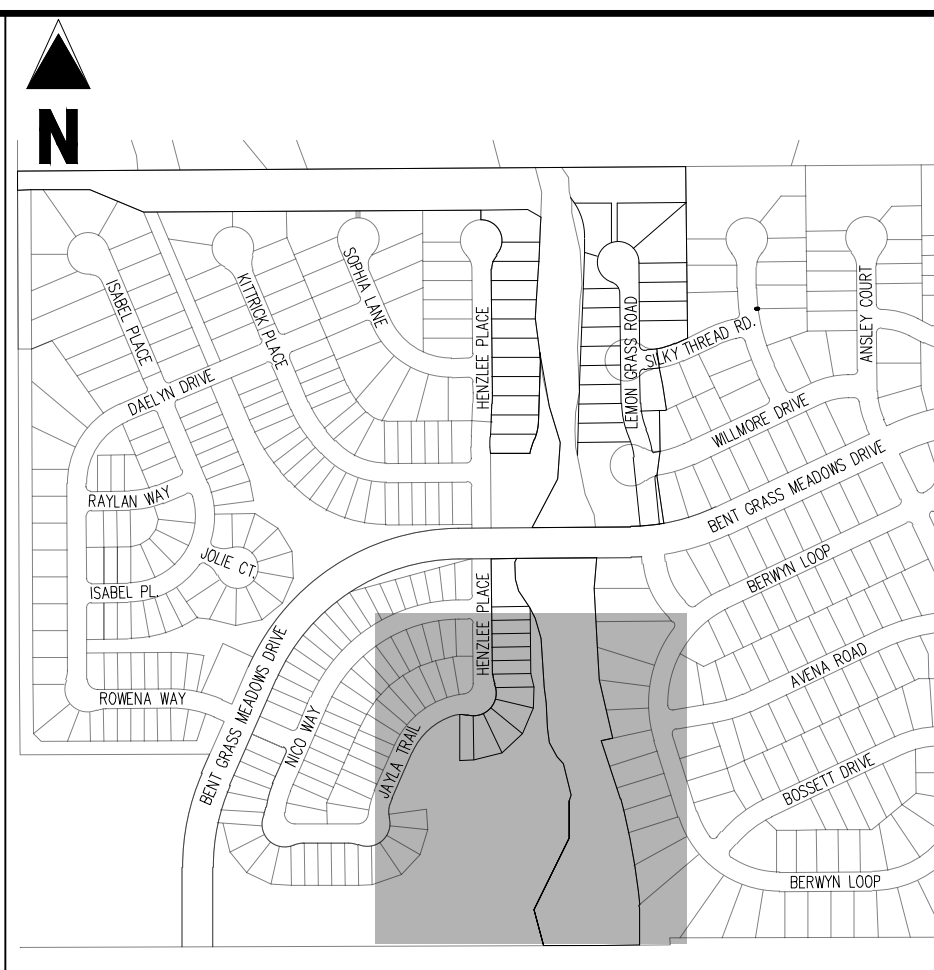 N
ISABEL PLACE
KITTRICK PLACE
SOPHIA LANE
HENZLEE PLACE
LEMON GRASS ROAD
SILKY THREAD RD.
ANSLEY COURT
DAELYN DRIVE
WILLMORE DRIVE
BENT GRASS MEADOWS DRIVE
RAYLAN WAY
JOLIE CT.
ISABEL PL.
BERWYN LOOP
HENZLEE PLACE
AVENA ROAD
ROWENA WAY
BENT GRASS MEADOWS DRIVE
NICO WAY
JAYLA TRAIL
BOSSETT DRIVE
BERWYN LOOP